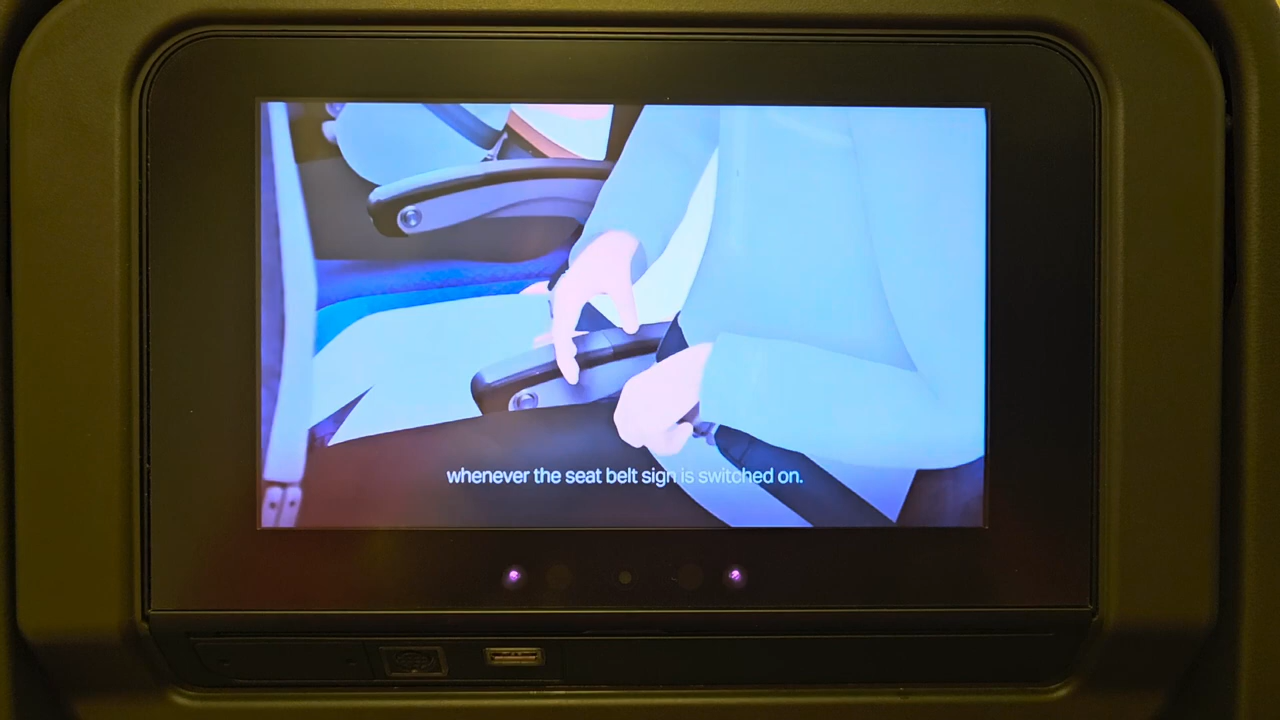 whenever the seat belt sign is switched on.